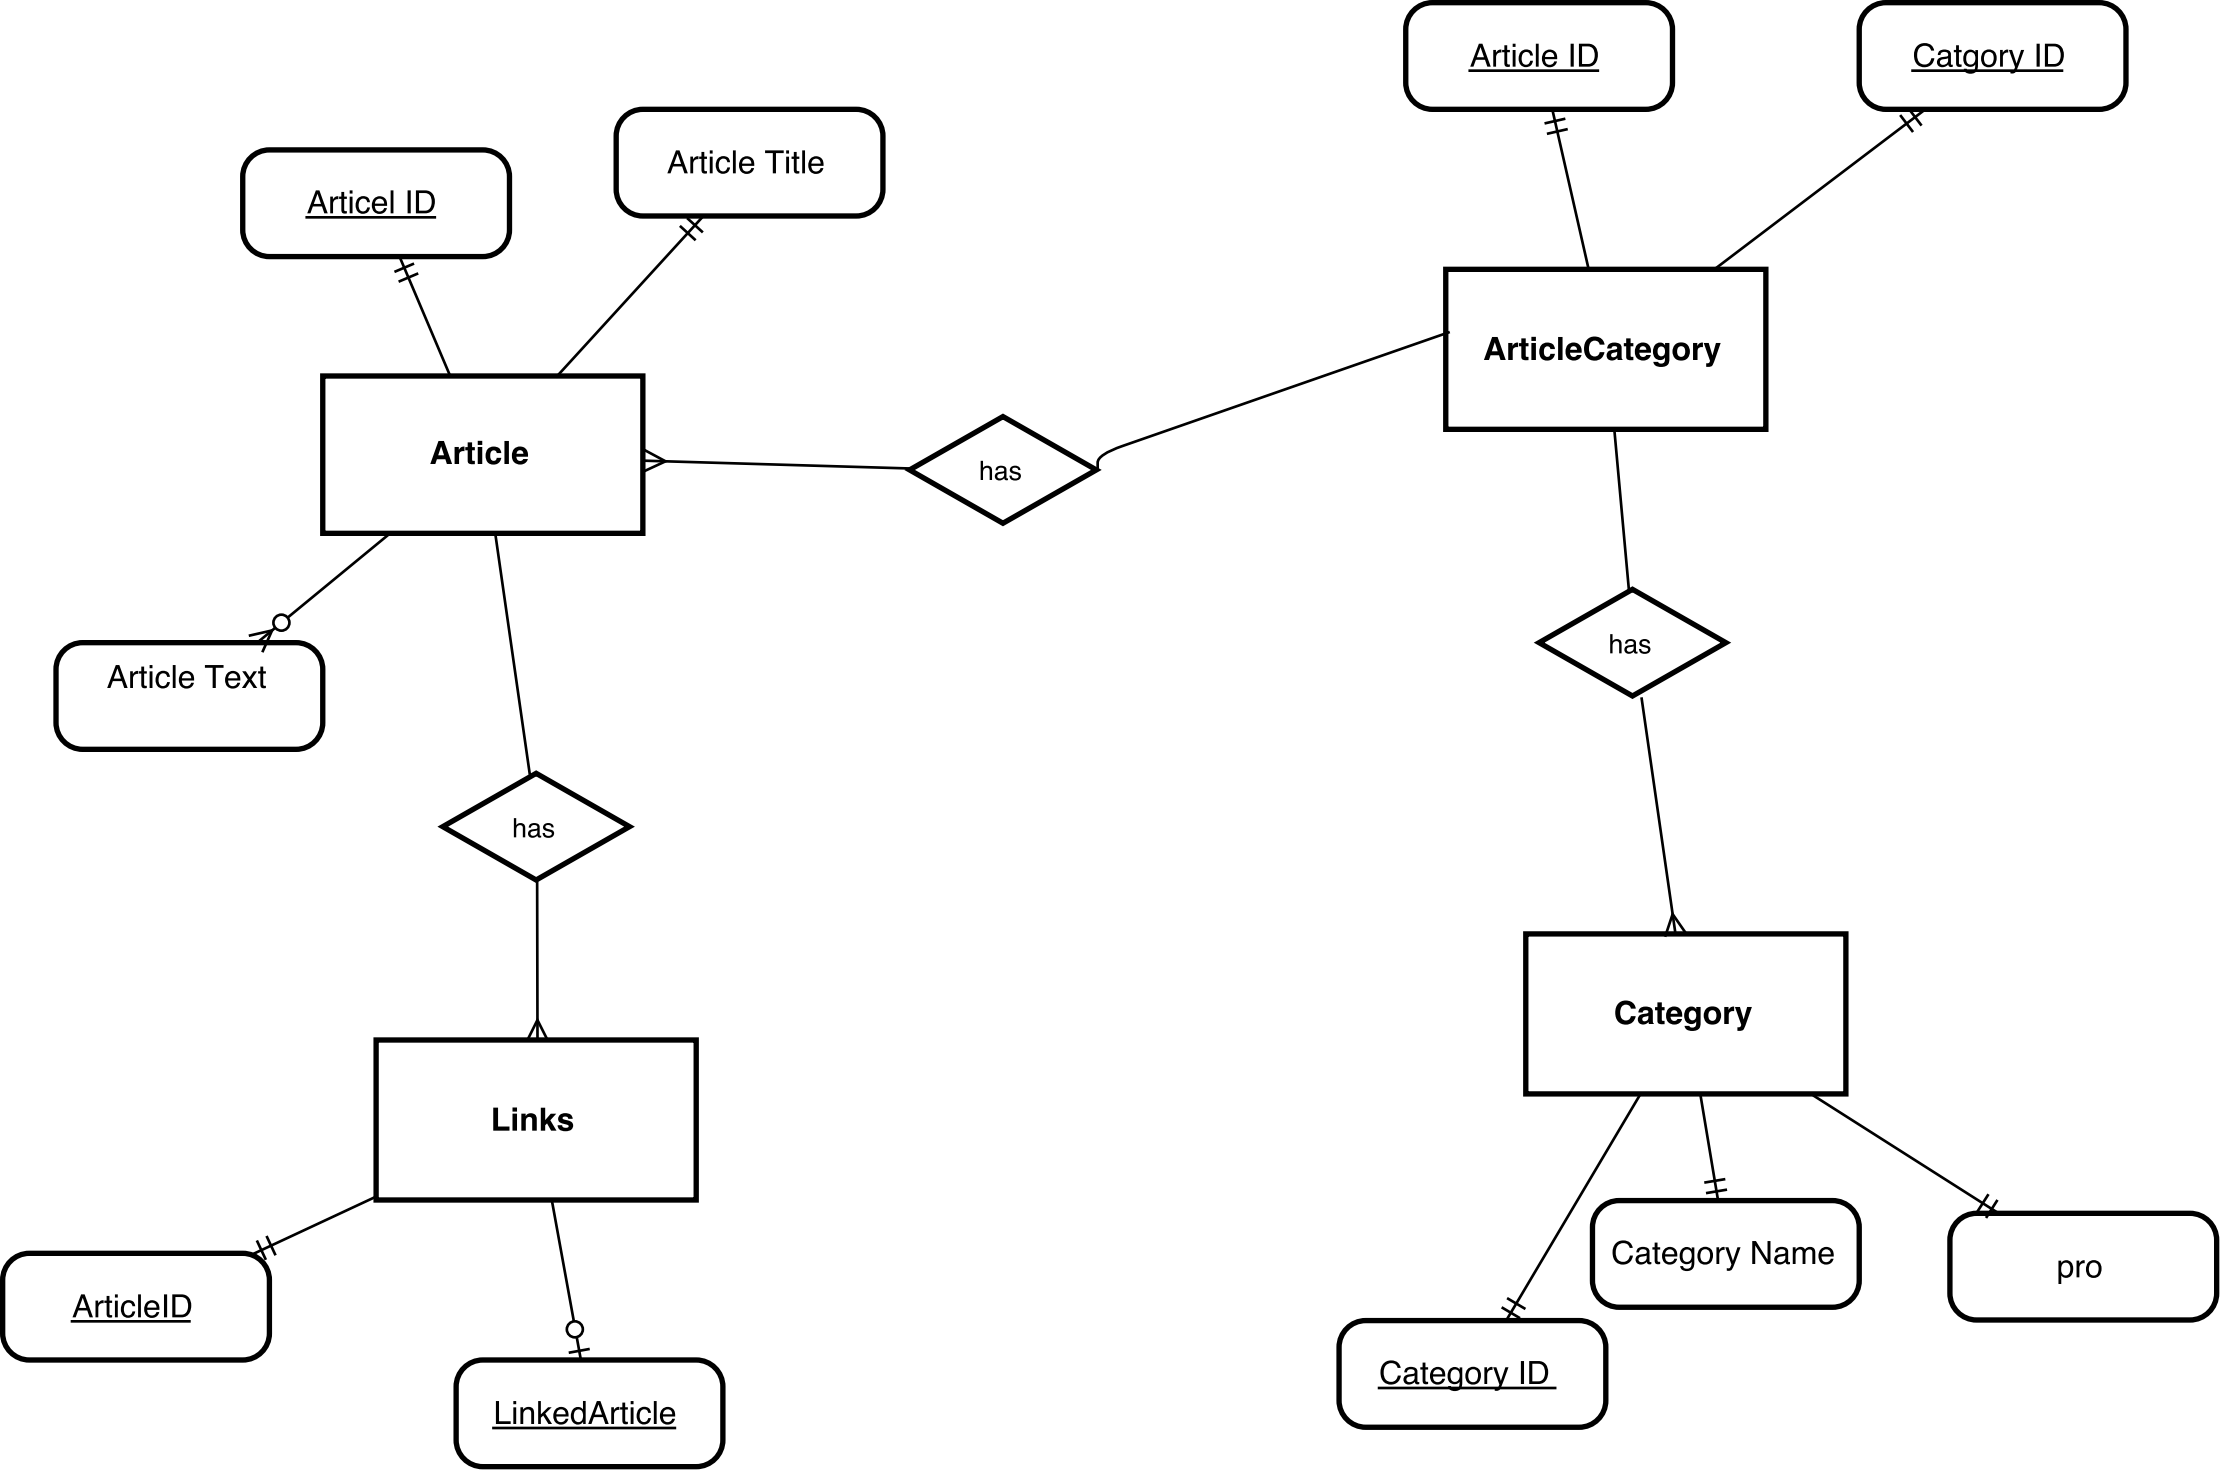 Article ID
Catgory ID
Article Title
Articel ID
ArticleCategory
Article
has
has
Article Text
has
Category
Links
Category Name
pro
ArticleID
Category ID
LinkedArticle